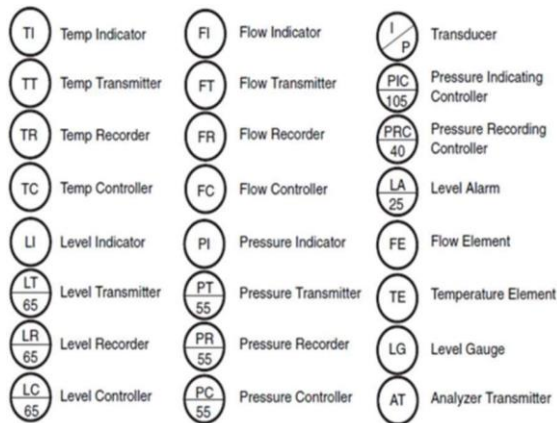 TI Temp Indicator
TT Temp Transmitter
TR Temp Recorder
TC Temp Controller
LI Level Indicator
LT
65 Level Transmitter
LR
65 Level Recorder
LC
65 Level Controller
FI Flow Indicator
FT Flow Transmitter
FR Flow Recorder
FC Flow Controller
PI Pressure Indicator
PT
55 Pressure Transmitter
PR
55 Pressure Recorder
PC
55 Pressure Controller
I
P Transducer
PIC
105 Pressure Indicating
Controller
PRC
40 Pressure Recording
Controller
LA
25 Level Alarm
FE Flow Element
TE Temperature Element
LG Level Gauge
AT Analyzer Transmitter